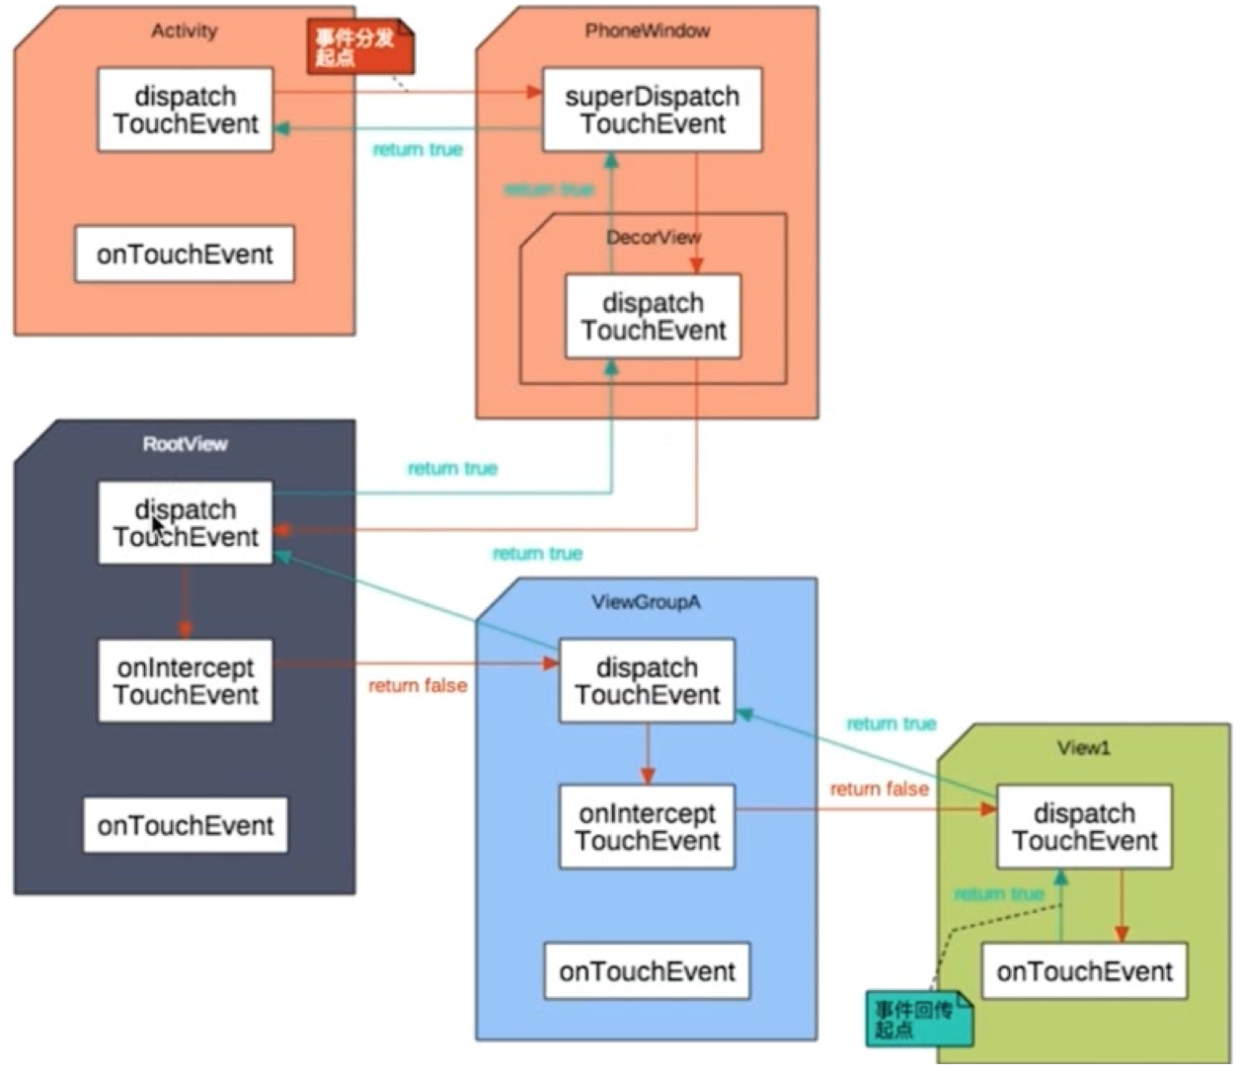 Activity
事件分发
起点
dispatch
TouchEvent
onTouchEvent
PhoneWindow
superDispatch
TouchEvent
return true
return true
DecorView
dispatch
TouchEvent
RootView
dispatch
TouchEvent
return true
return true
onIntercept
TouchEvent
return false
onTouchEvent
ViewGroupA
dispatch
TouchEvent
onIntercept
TouchEvent
return true
return false
onTouchEvent
View1
dispatch
TouchEvent
return true
onTouchEvent
事件回传
起点